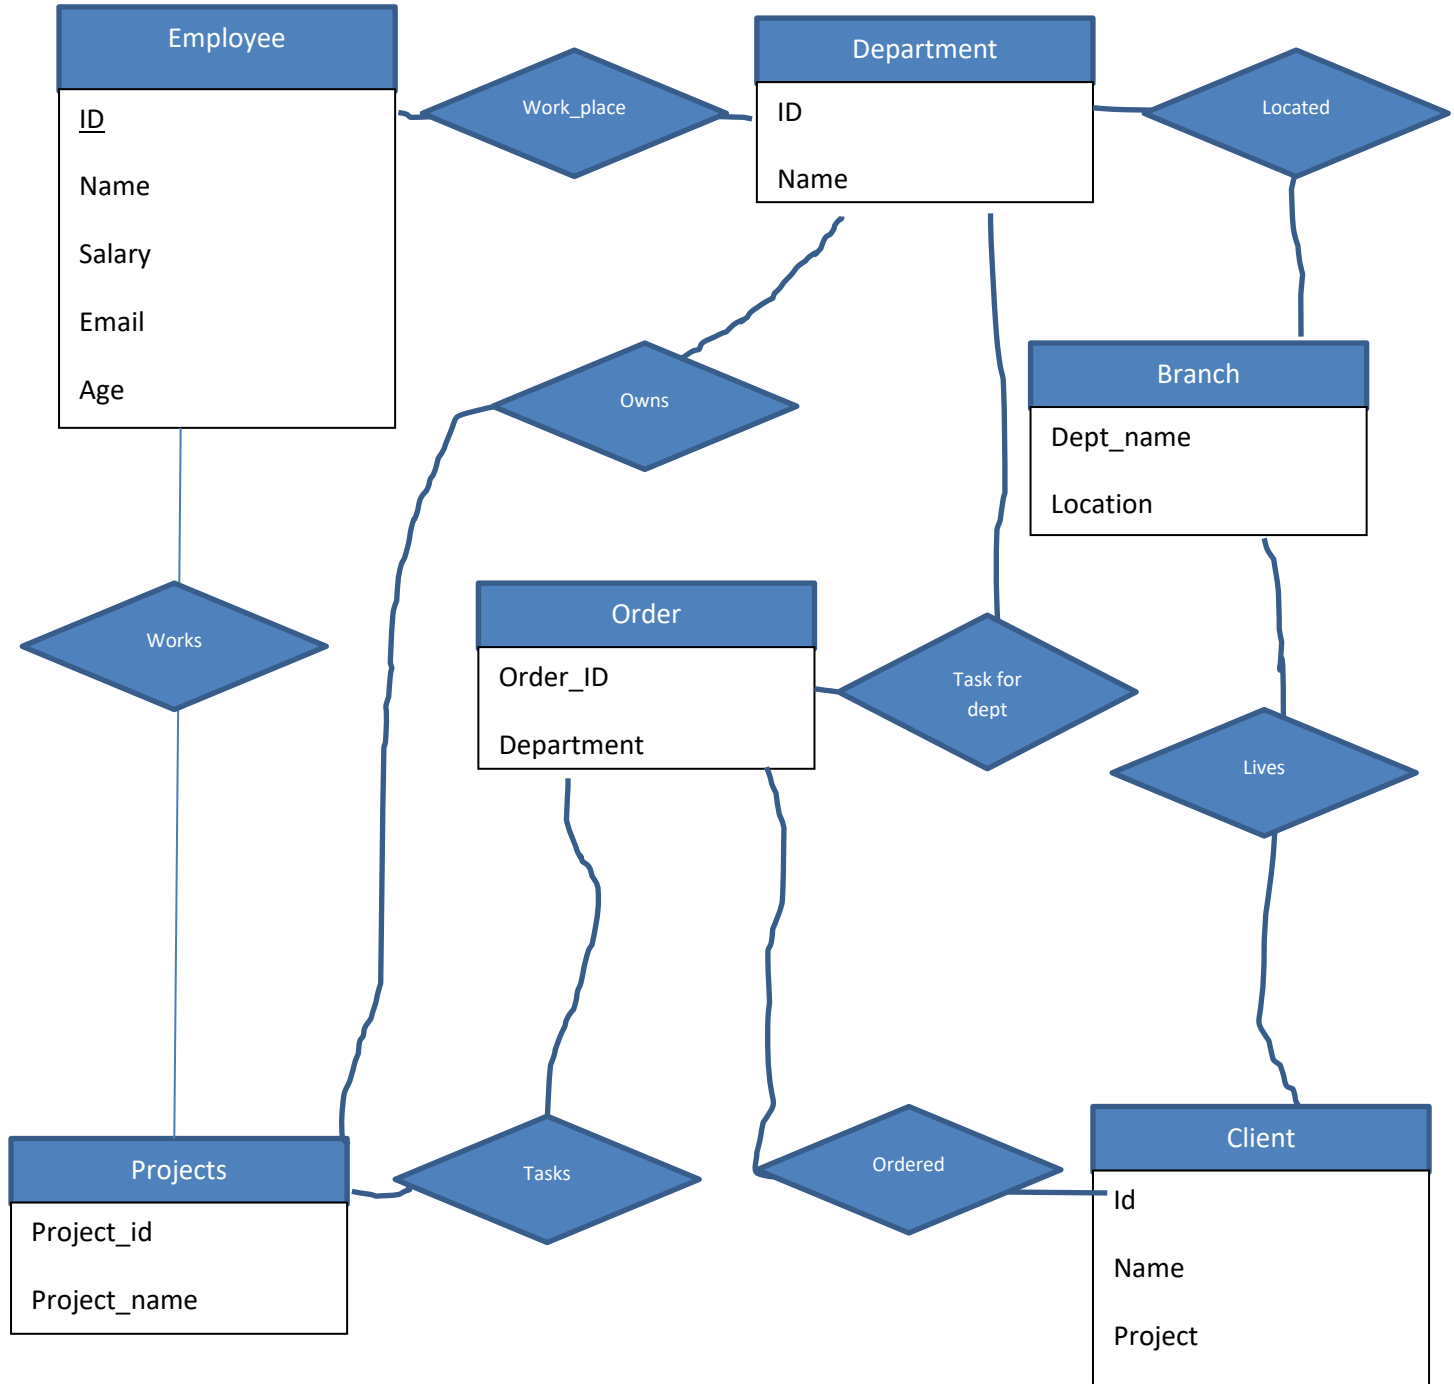 Employee
ID
Name
Salary
Email
Age
Work_place
Department
ID
Name
Located
Owns
Branch
Dept_name
Location
Works
Order
Order_ID
Department
Task for
dept
Lives
Projects
Project_id
Project_name
Tasks
Ordered
Client
Id
Name
Project